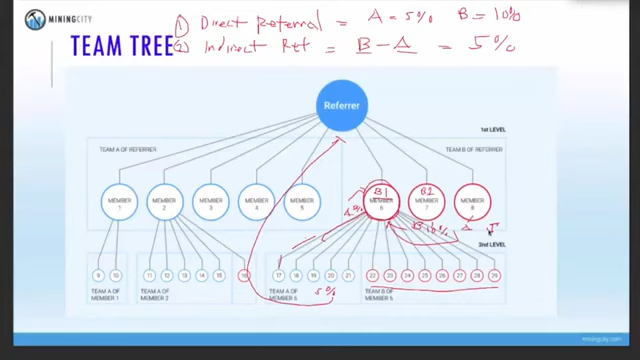 MININGCITY
TEAM TREE
1) Direct Referral = A = 5% B = 10%
2) Indirect Ref = B - A = 5%
Referrer
1st LEVEL
TEAM A OF REFERRER
TEAM B OF REFERRER
B1
B2
MEMBER 1
MEMBER 2
MEMBER 3
MEMBER 4
MEMBER 5
MEMBER 6
MEMBER 7
MEMBER 8
A
2nd LEVEL
9 10 11 12 13 14 15 16 17 18 19 20 21 22 23 24 25 26 27 28 29
TEAM A OF MEMBER 1
TEAM A OF MEMBER 2
TEAM A OF MEMBER 6
5%
TEAM B OF MEMBER 6
miningcity.com